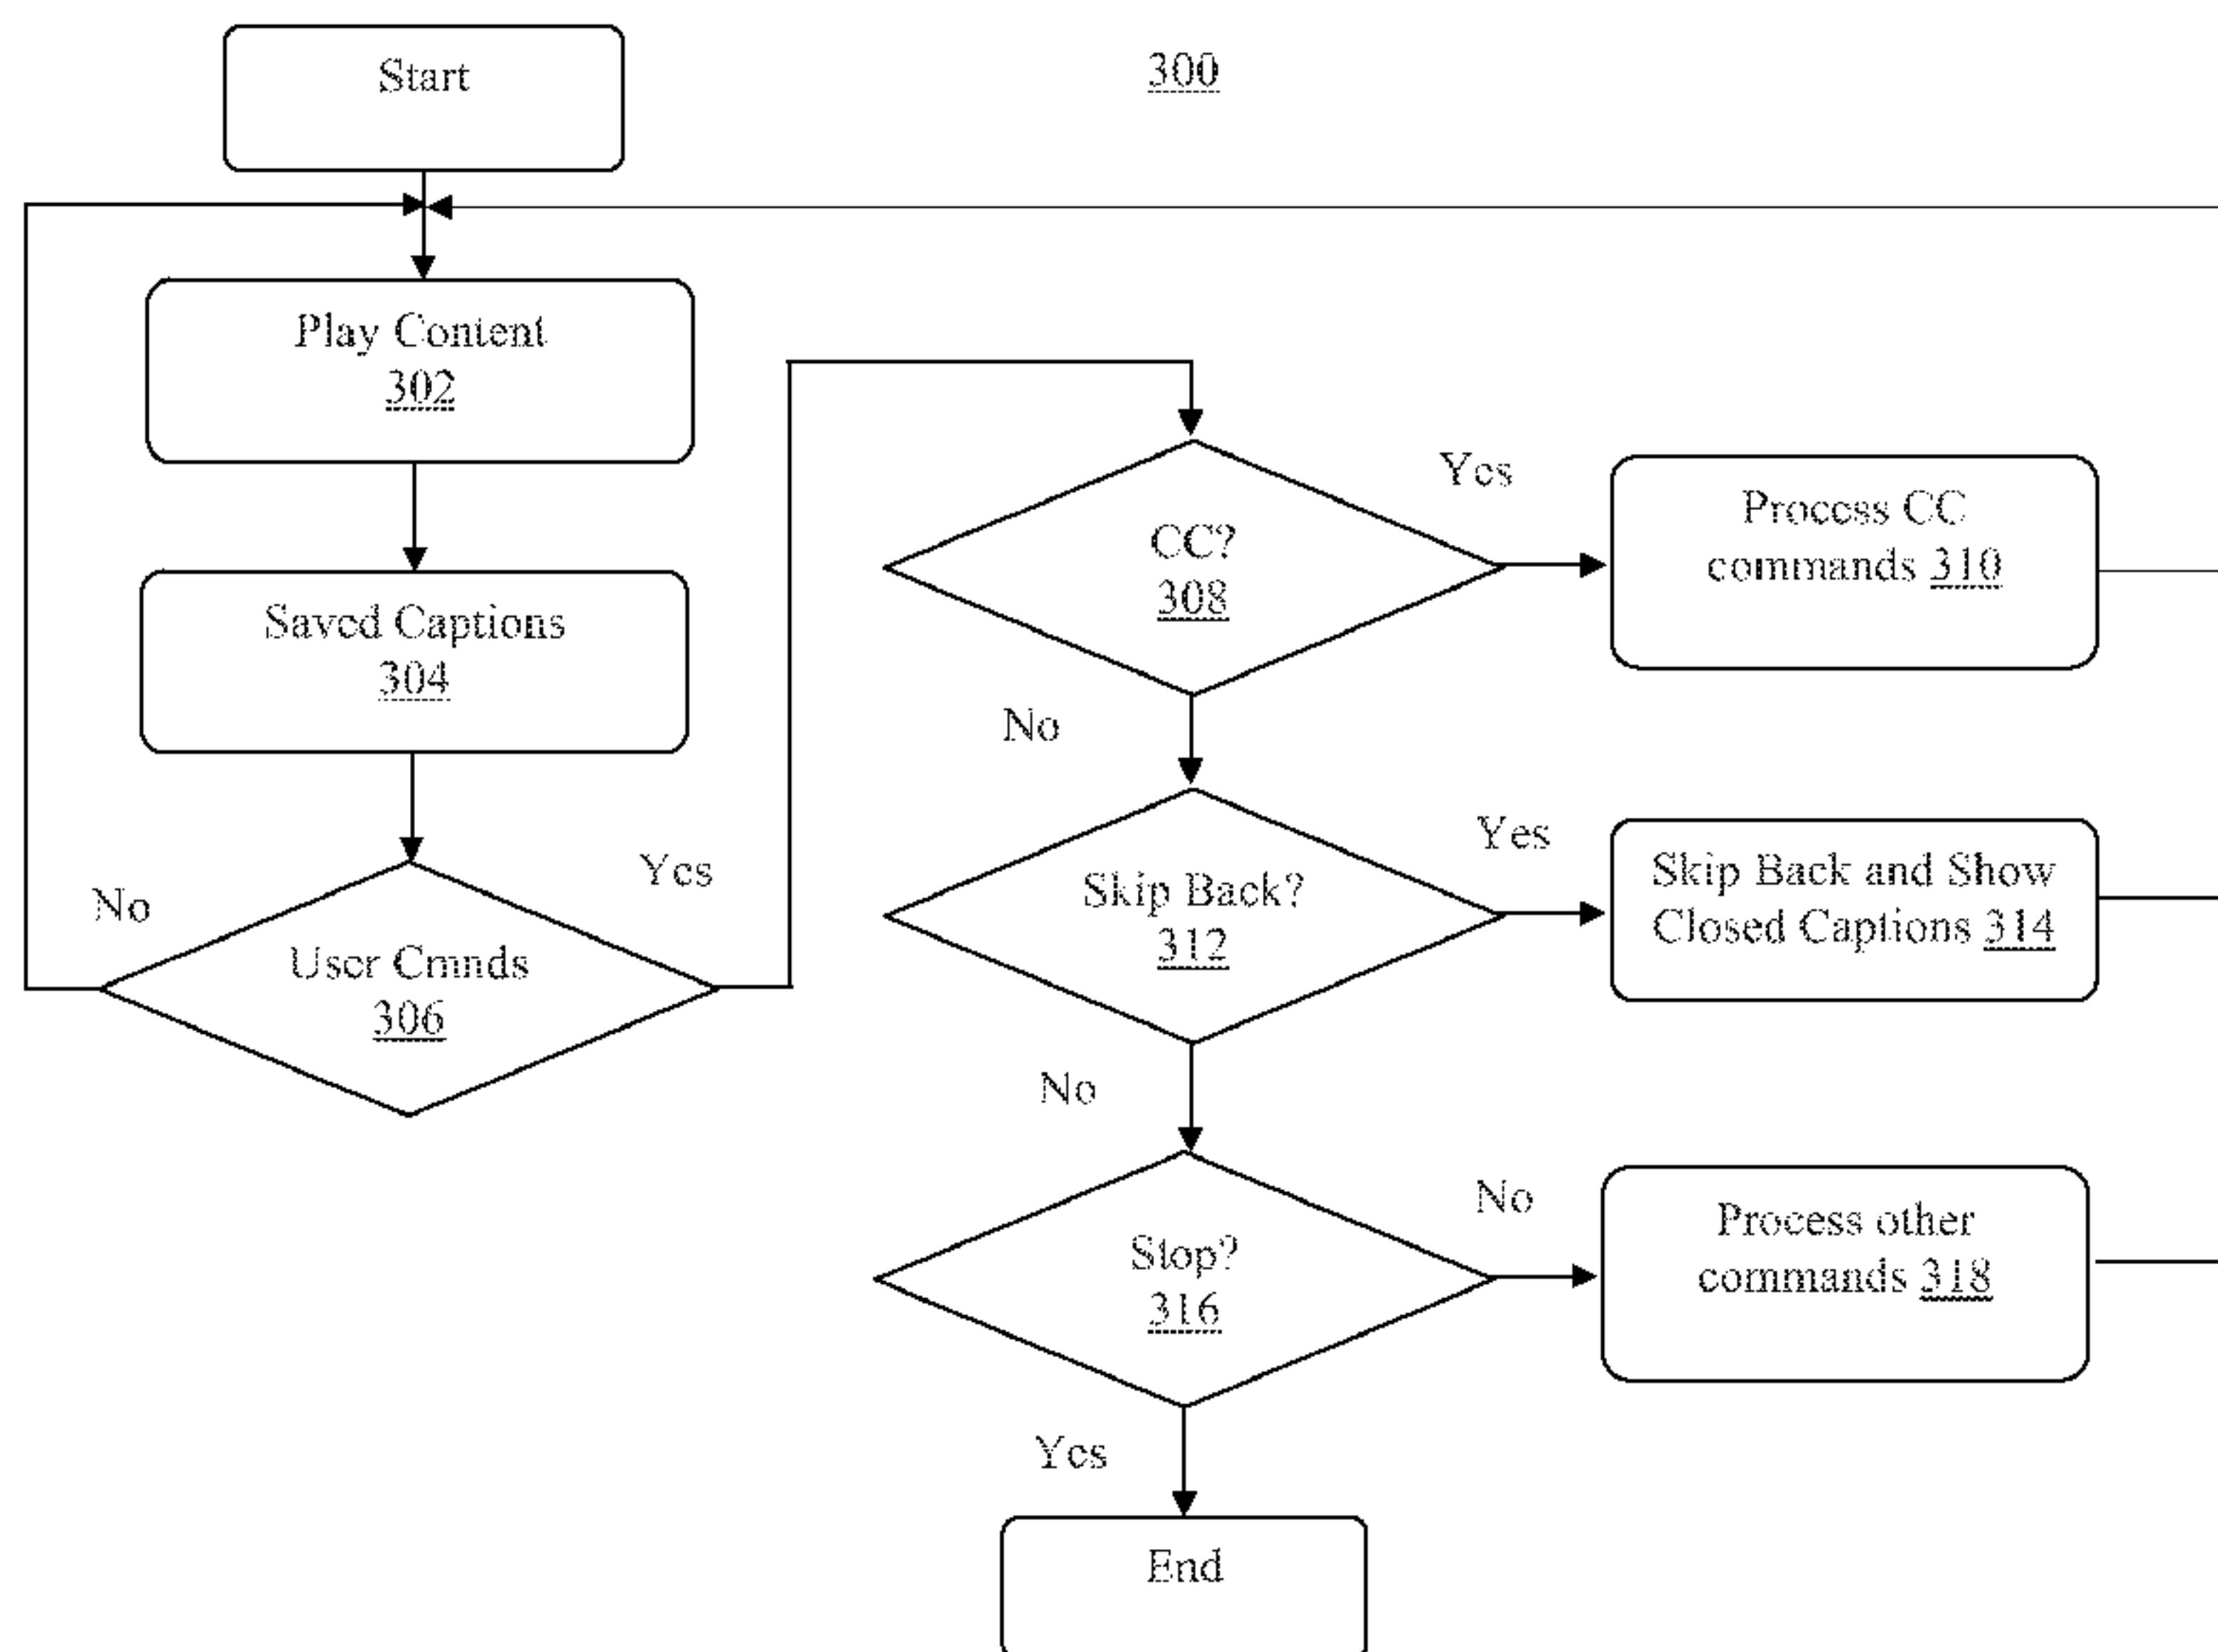 Start
300
Play Content
302
Saved Captions
304
No
Yes
User Cmnds
306
CC?
308
Yes
Process CC
commands 310
No
Skip Back?
312
Yes
Skip Back and Show
Closed Captions 314
No
Stop?
316
No
Process other
commands 318
Yes
End